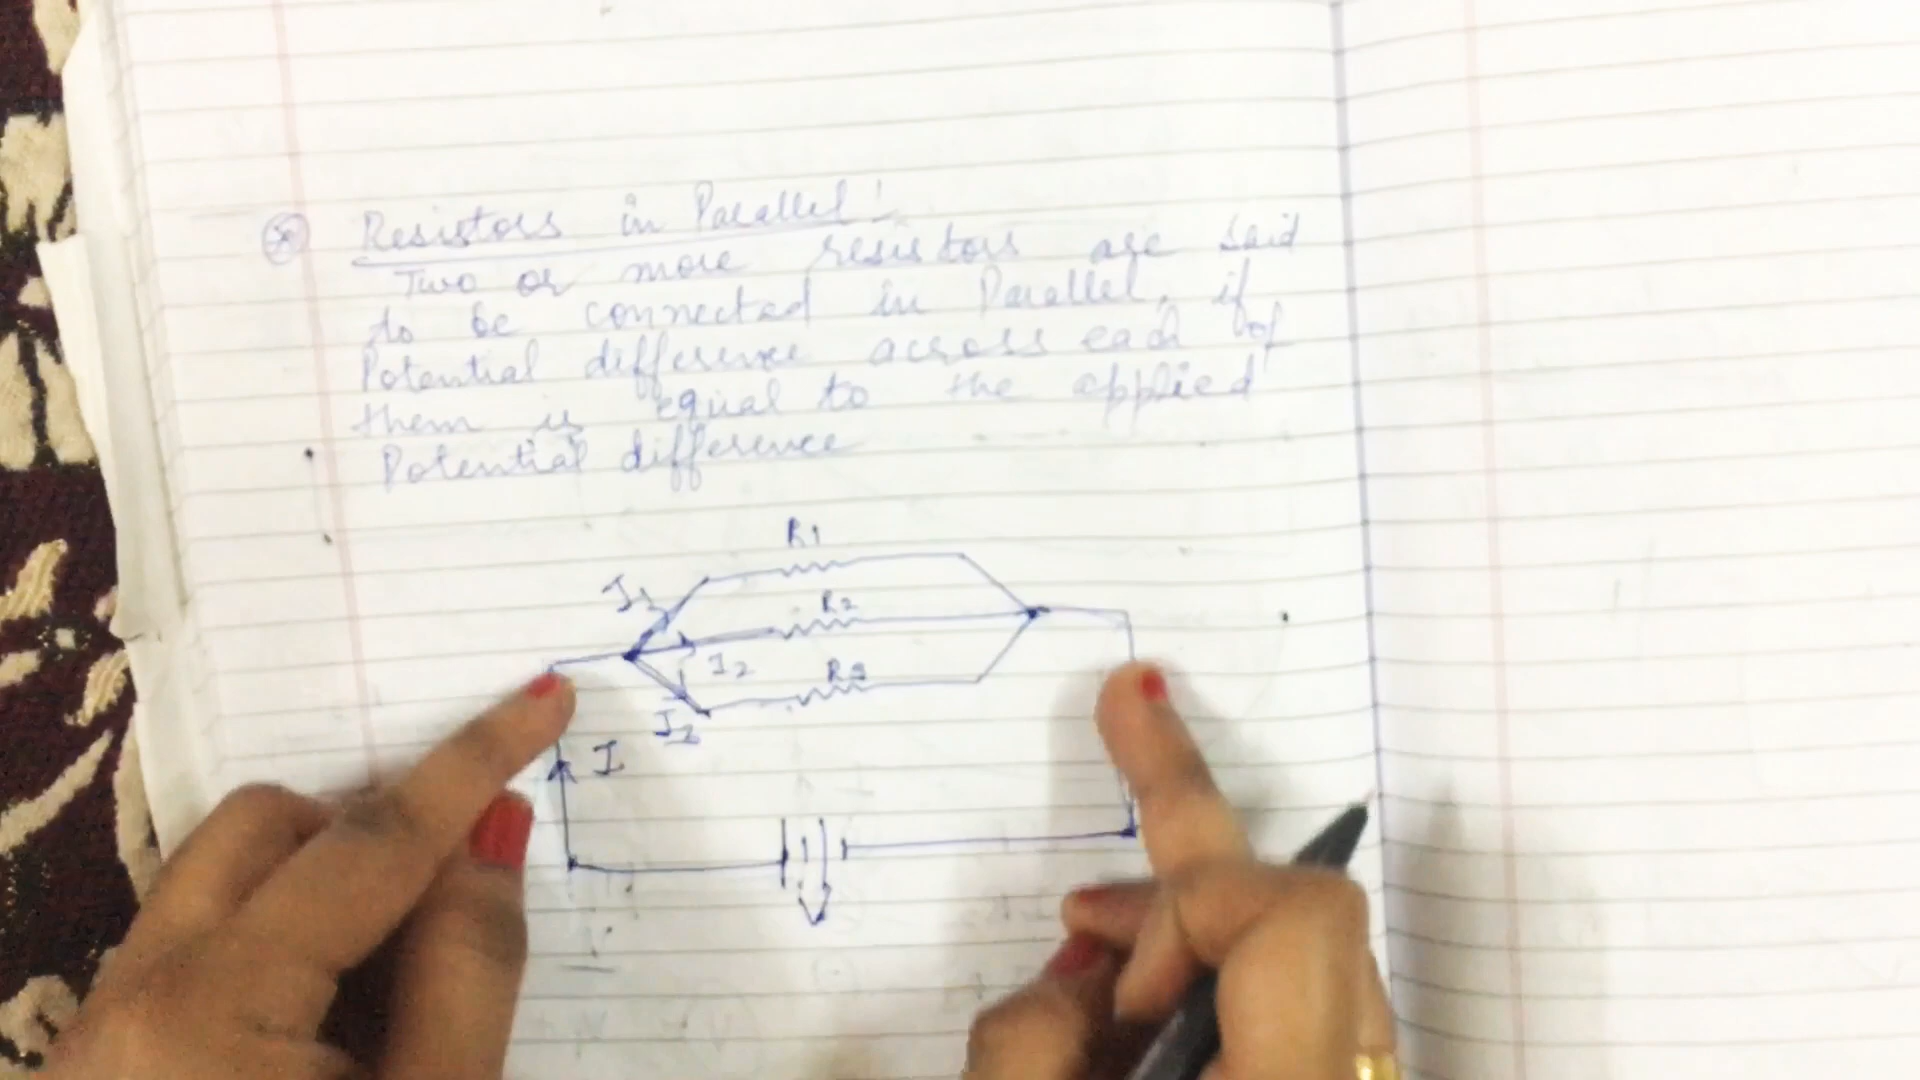 Resistors in Parallel:
Two or more resistors are said
to be connected in Parallel, if
Potential difference across each of
them is equal to the applied
Potential difference
R1
I1
R2
I2
R3
I3
I
V